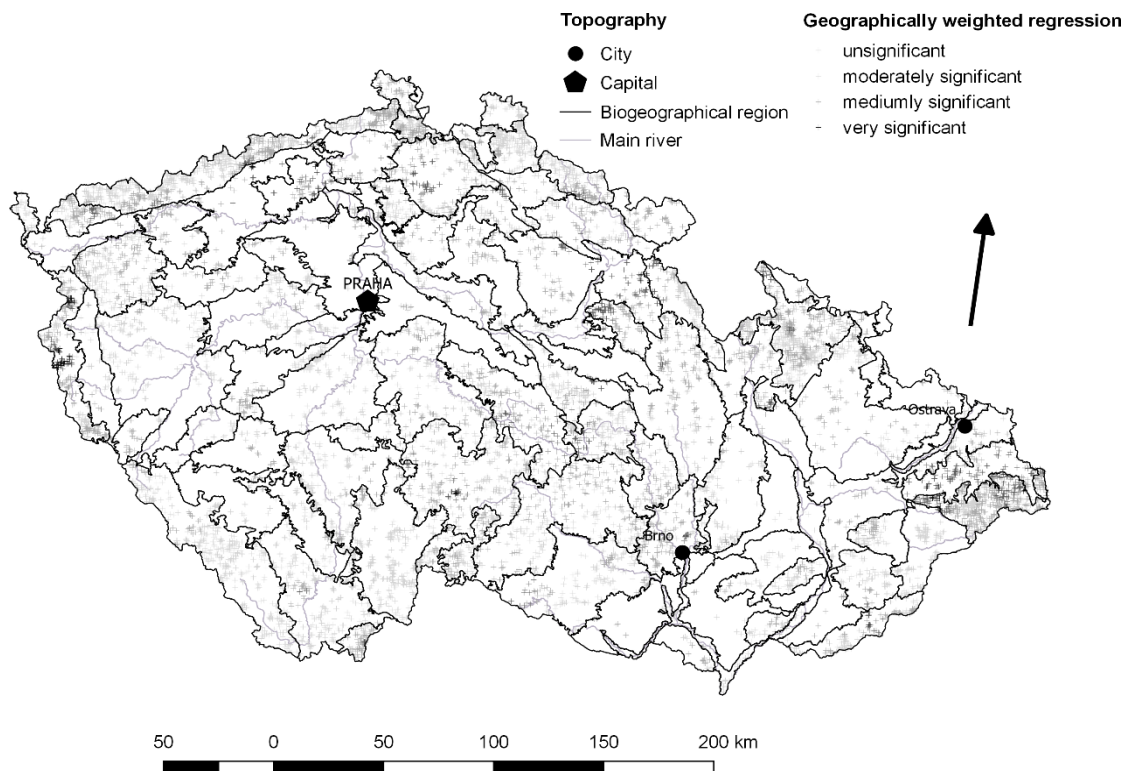 Topography
City
Capital
Biogeographical region
Main river
Geographically weighted regression
unsignificant
moderately significant
mediumly significant
very significant
PRAHA
Ostrava
Brno
50 0 50 100 150 200 km